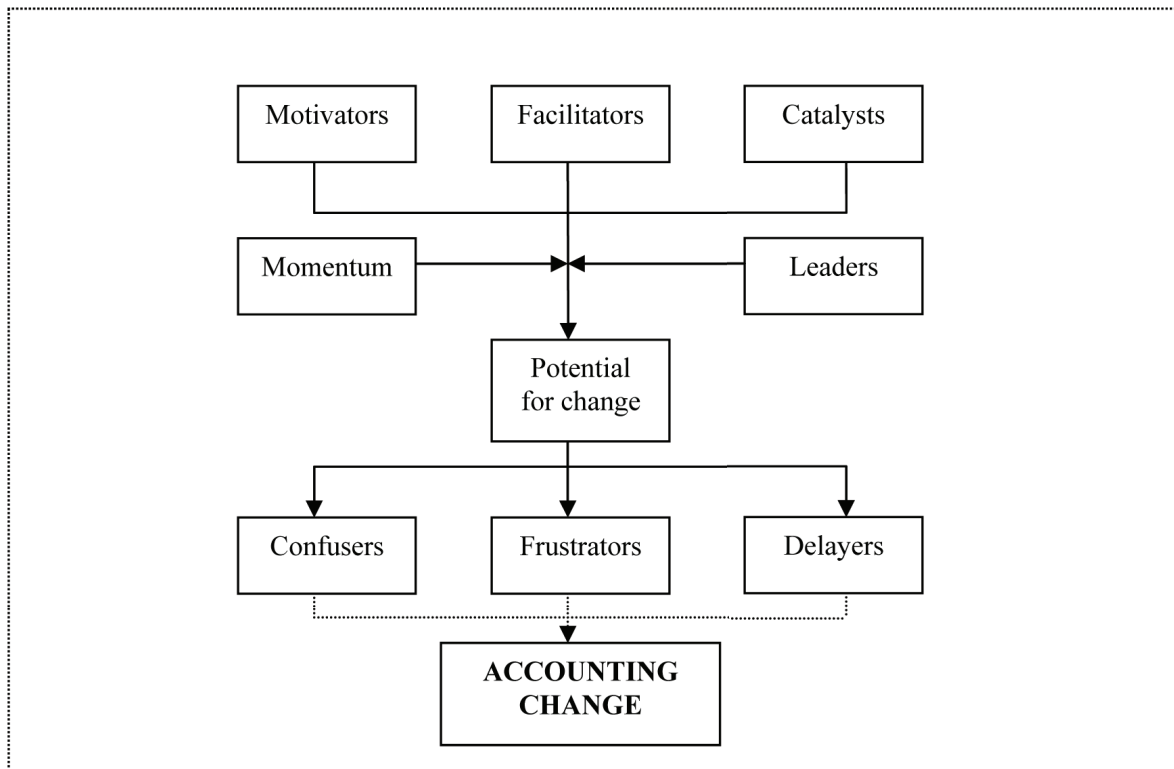 Motivators
Facilitators
Catalysts
Momentum
Leaders
Potential
for change
Confusers
Frustrators
Delayers
ACCOUNTING
CHANGE